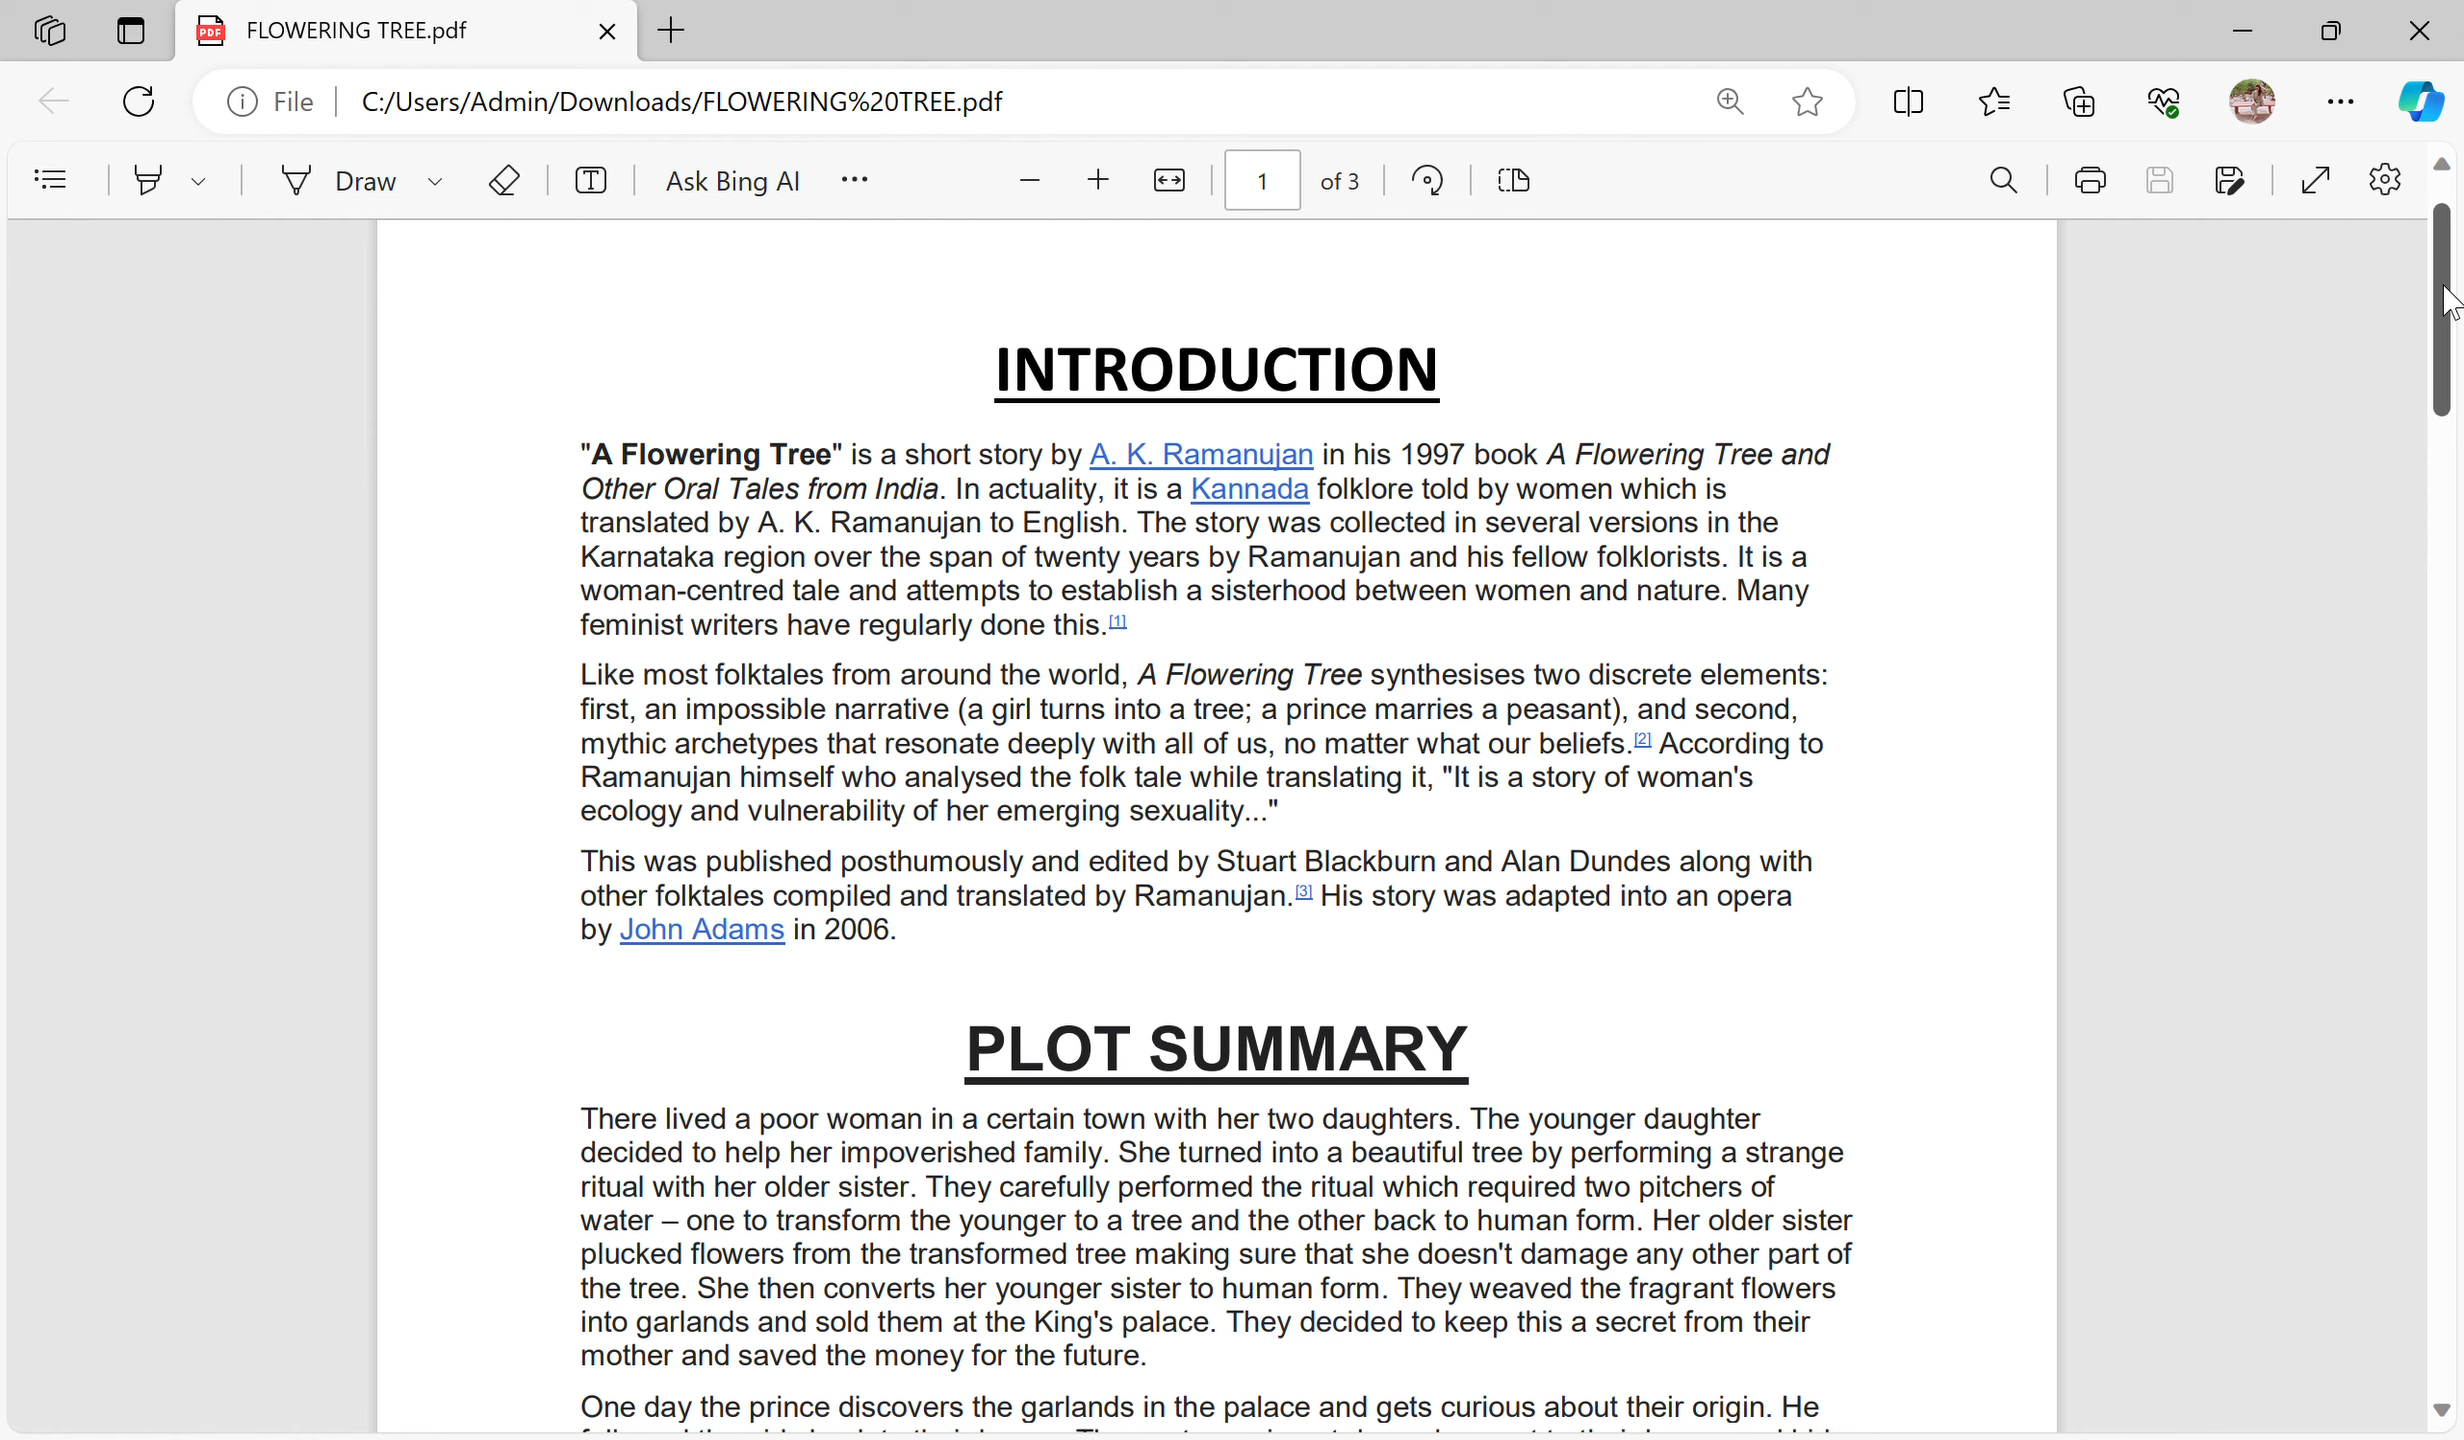 FLOWERING TREE.pdf
File
C:/Users/Admin/Downloads/FLOWERING%20TREE.pdf
Draw
Ask Bing AI
1 of 3
INTRODUCTION
"A Flowering Tree" is a short story by A. K. Ramanujan in his 1997 book A Flowering Tree and
Other Oral Tales from India. In actuality, it is a Kannada folklore told by women which is
translated by A. K. Ramanujan to English. The story was collected in several versions in the
Karnataka region over the span of twenty years by Ramanujan and his fellow folklorists. It is a
woman-centred tale and attempts to establish a sisterhood between women and nature. Many
feminist writers have regularly done this.[1]
Like most folktales from around the world, A Flowering Tree synthesises two discrete elements:
first, an impossible narrative (a girl turns into a tree; a prince marries a peasant), and second,
mythic archetypes that resonate deeply with all of us, no matter what our beliefs.[2] According to
Ramanujan himself who analysed the folk tale while translating it, "It is a story of woman's
ecology and vulnerability of her emerging sexuality..."
This was published posthumously and edited by Stuart Blackburn and Alan Dundes along with
other folktales compiled and translated by Ramanujan.[3] His story was adapted into an opera
by John Adams in 2006.
PLOT SUMMARY
There lived a poor woman in a certain town with her two daughters. The younger daughter
decided to help her impoverished family. She turned into a beautiful tree by performing a strange
ritual with her older sister. They carefully performed the ritual which required two pitchers of
water – one to transform the younger to a tree and the other back to human form. Her older sister
plucked flowers from the transformed tree making sure that she doesn't damage any other part of
the tree. She then converts her younger sister to human form. They weaved the fragrant flowers
into garlands and sold them at the King's palace. They decided to keep this a secret from their
mother and saved the money for the future.
One day the prince discovers the garlands in the palace and gets curious about their origin. He